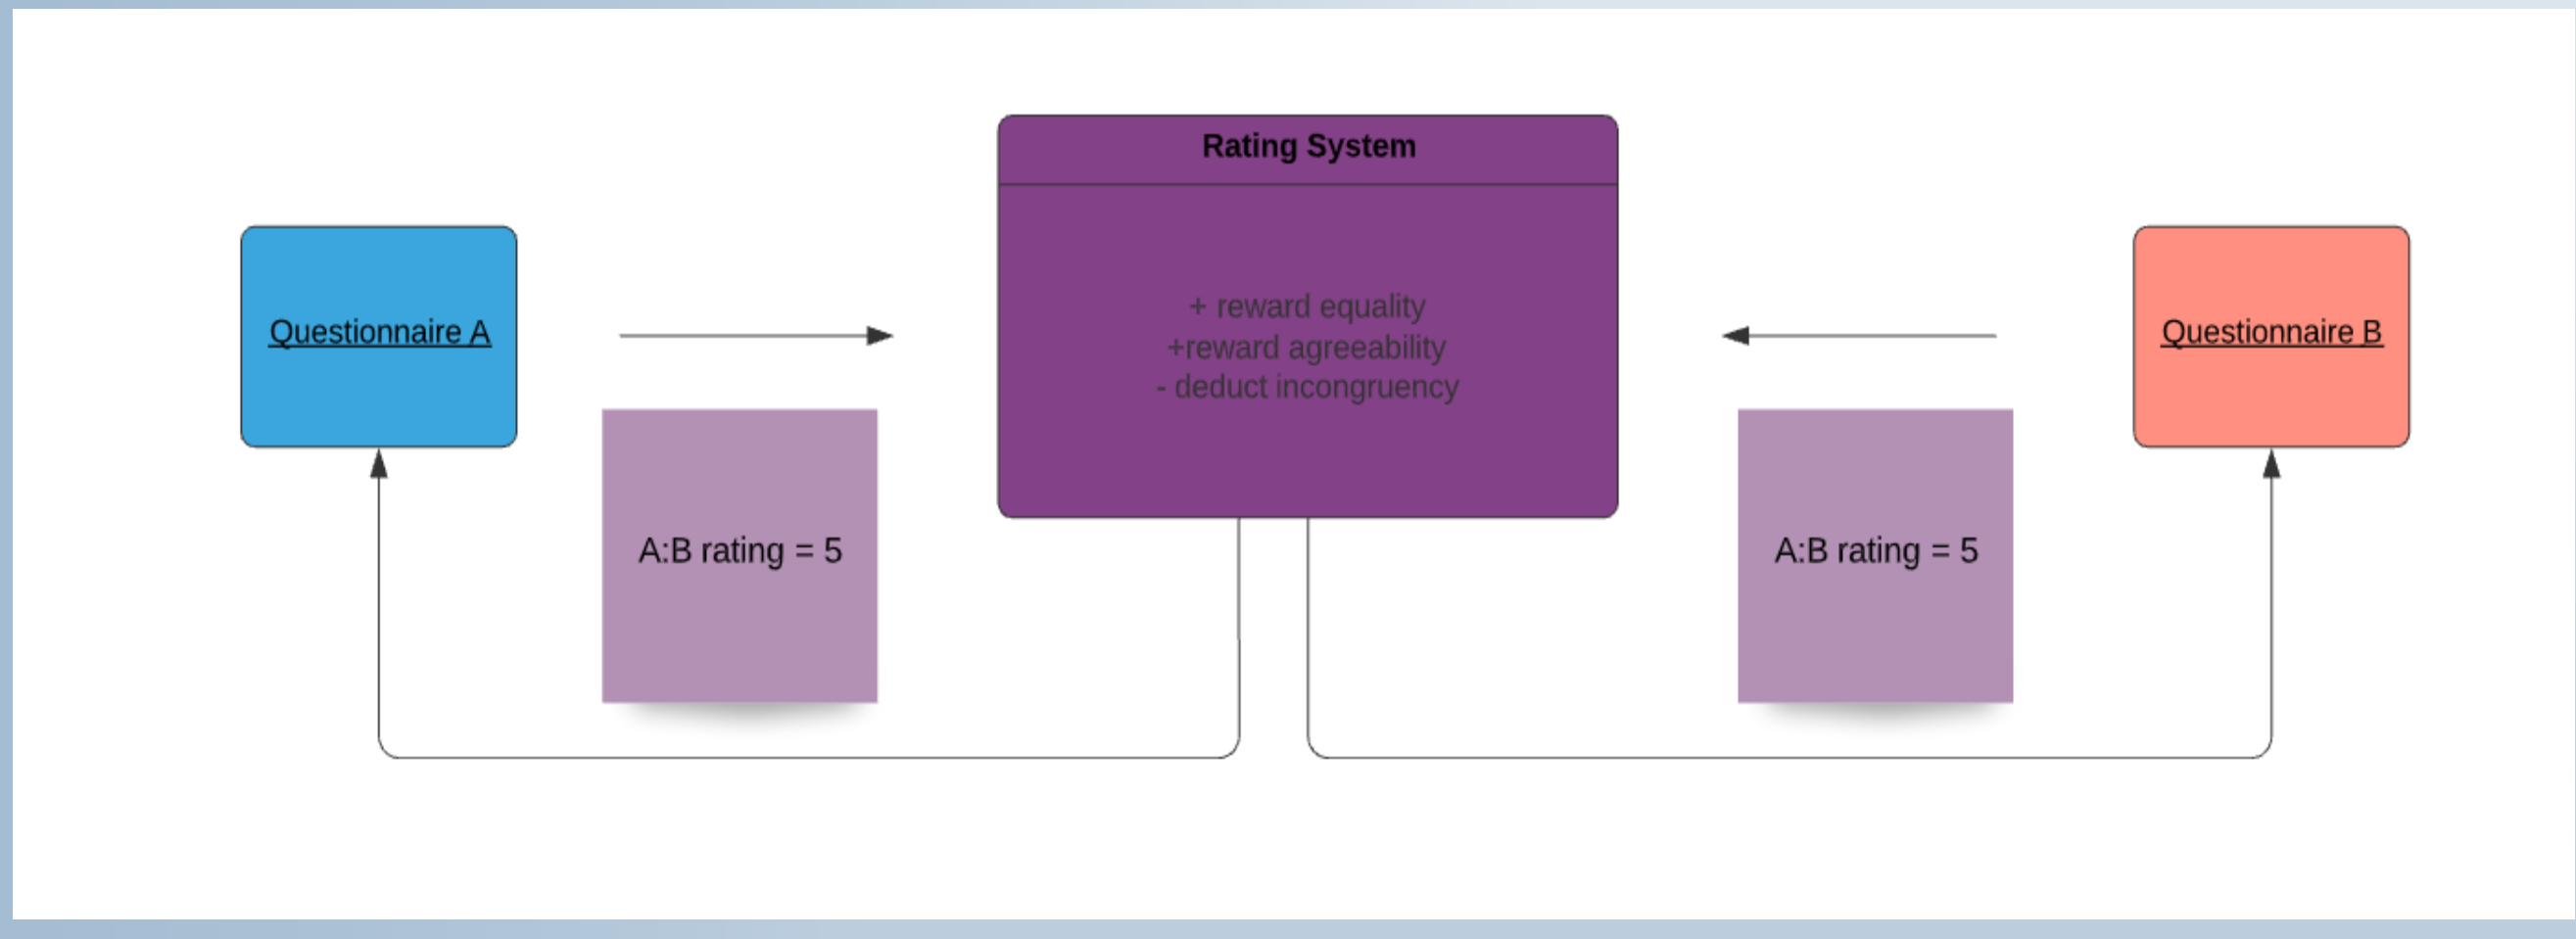 Rating System
Questionnaire A
+ reward equality
+reward agreeability
- deduct incongruency
Questionnaire B
A:B rating = 5
A:B rating = 5